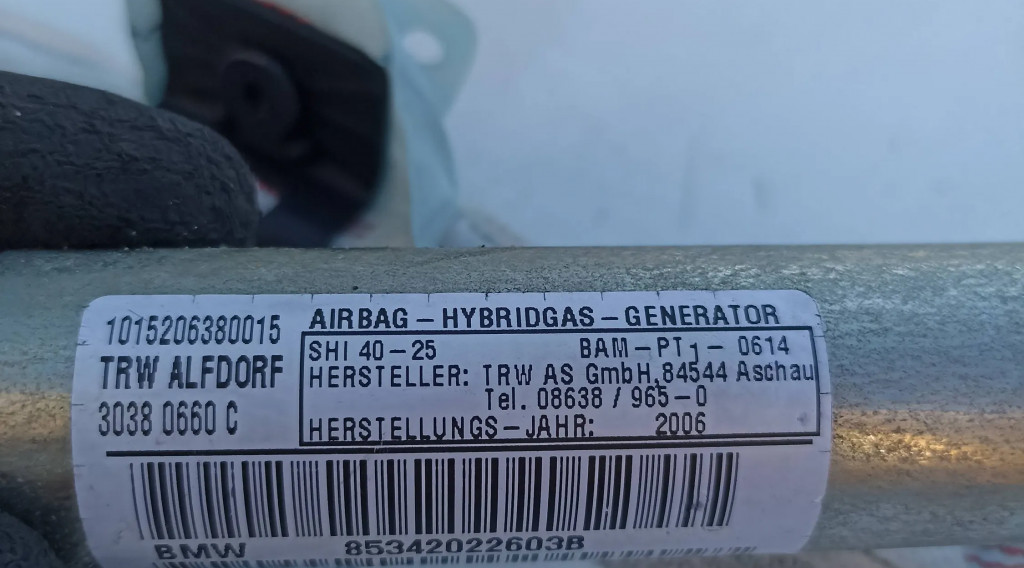 1015206380015
TRW ALFDORF
3038 0660 C
AIRBAG-HYBRIDGAS-GENERATOR
SHI 40-25 BAM-PT1-0614
HERSTELLER: TRW AS GmbH,84544 Aschau
Tel. 08638 / 965-0
HERSTELLUNGS-JAHR: 2006
BMW 85342022603B